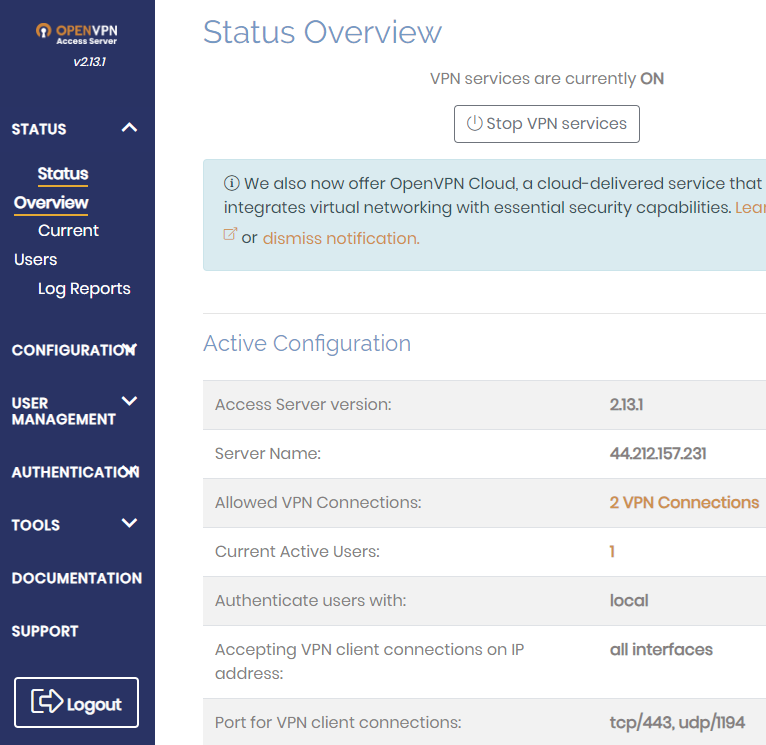 OPENVPN
Access Server
v2.13.1
STATUS
Status
Overview
Current
Users
Log Reports
CONFIGURATION
USER
MANAGEMENT
AUTHENTICATION
TOOLS
DOCUMENTATION
SUPPORT
Logout
Status Overview
VPN services are currently ON
Stop VPN services
We also now offer OpenVPN Cloud, a cloud-delivered service that
integrates virtual networking with essential security capabilities.
or dismiss notification.
Active Configuration
Access Server version: 2.13.1
Server Name: 44.212.157.231
Allowed VPN Connections: 2 VPN Connections
Current Active Users: 1
Authenticate users with: local
Accepting VPN client connections on IP all interfaces
address:
Port for VPN client connections: tcp/443, udp/1194